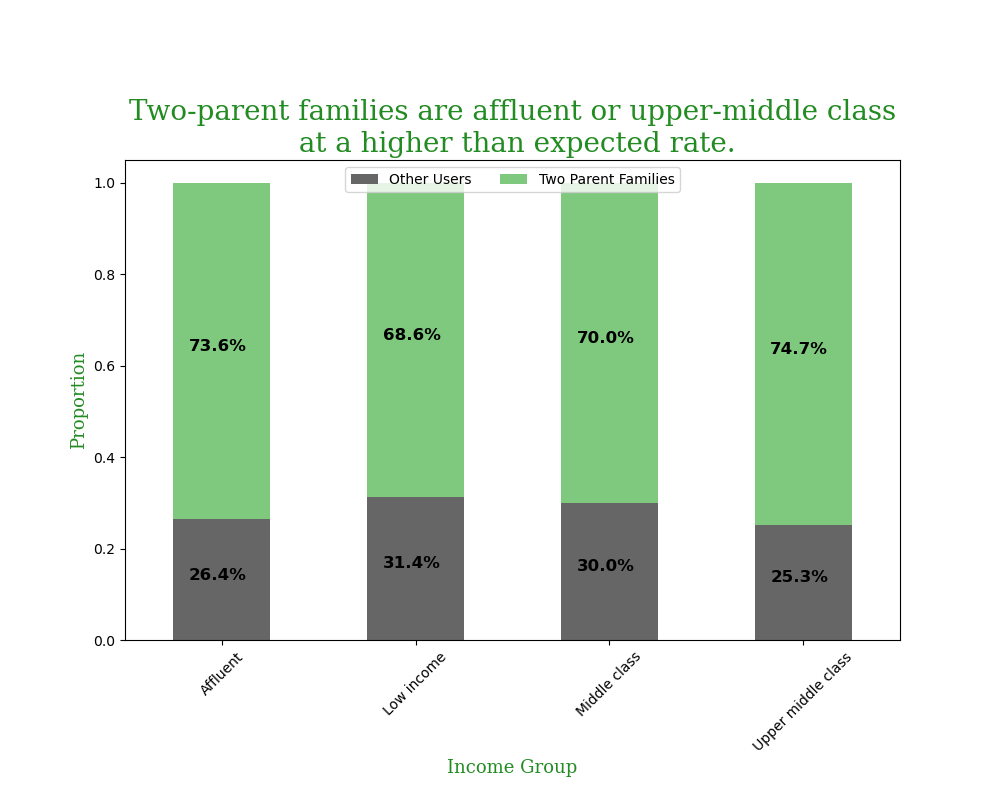 Two-parent families are affluent or upper-middle class
at a higher than expected rate.
Other Users
Two Parent Families
Proportion
1.0
0.8
0.6
0.4
0.2
0.0
73.6%
68.6%
70.0%
74.7%
26.4%
31.4%
30.0%
25.3%
Affluent
Low income
Middle class
Upper middle class
Income Group